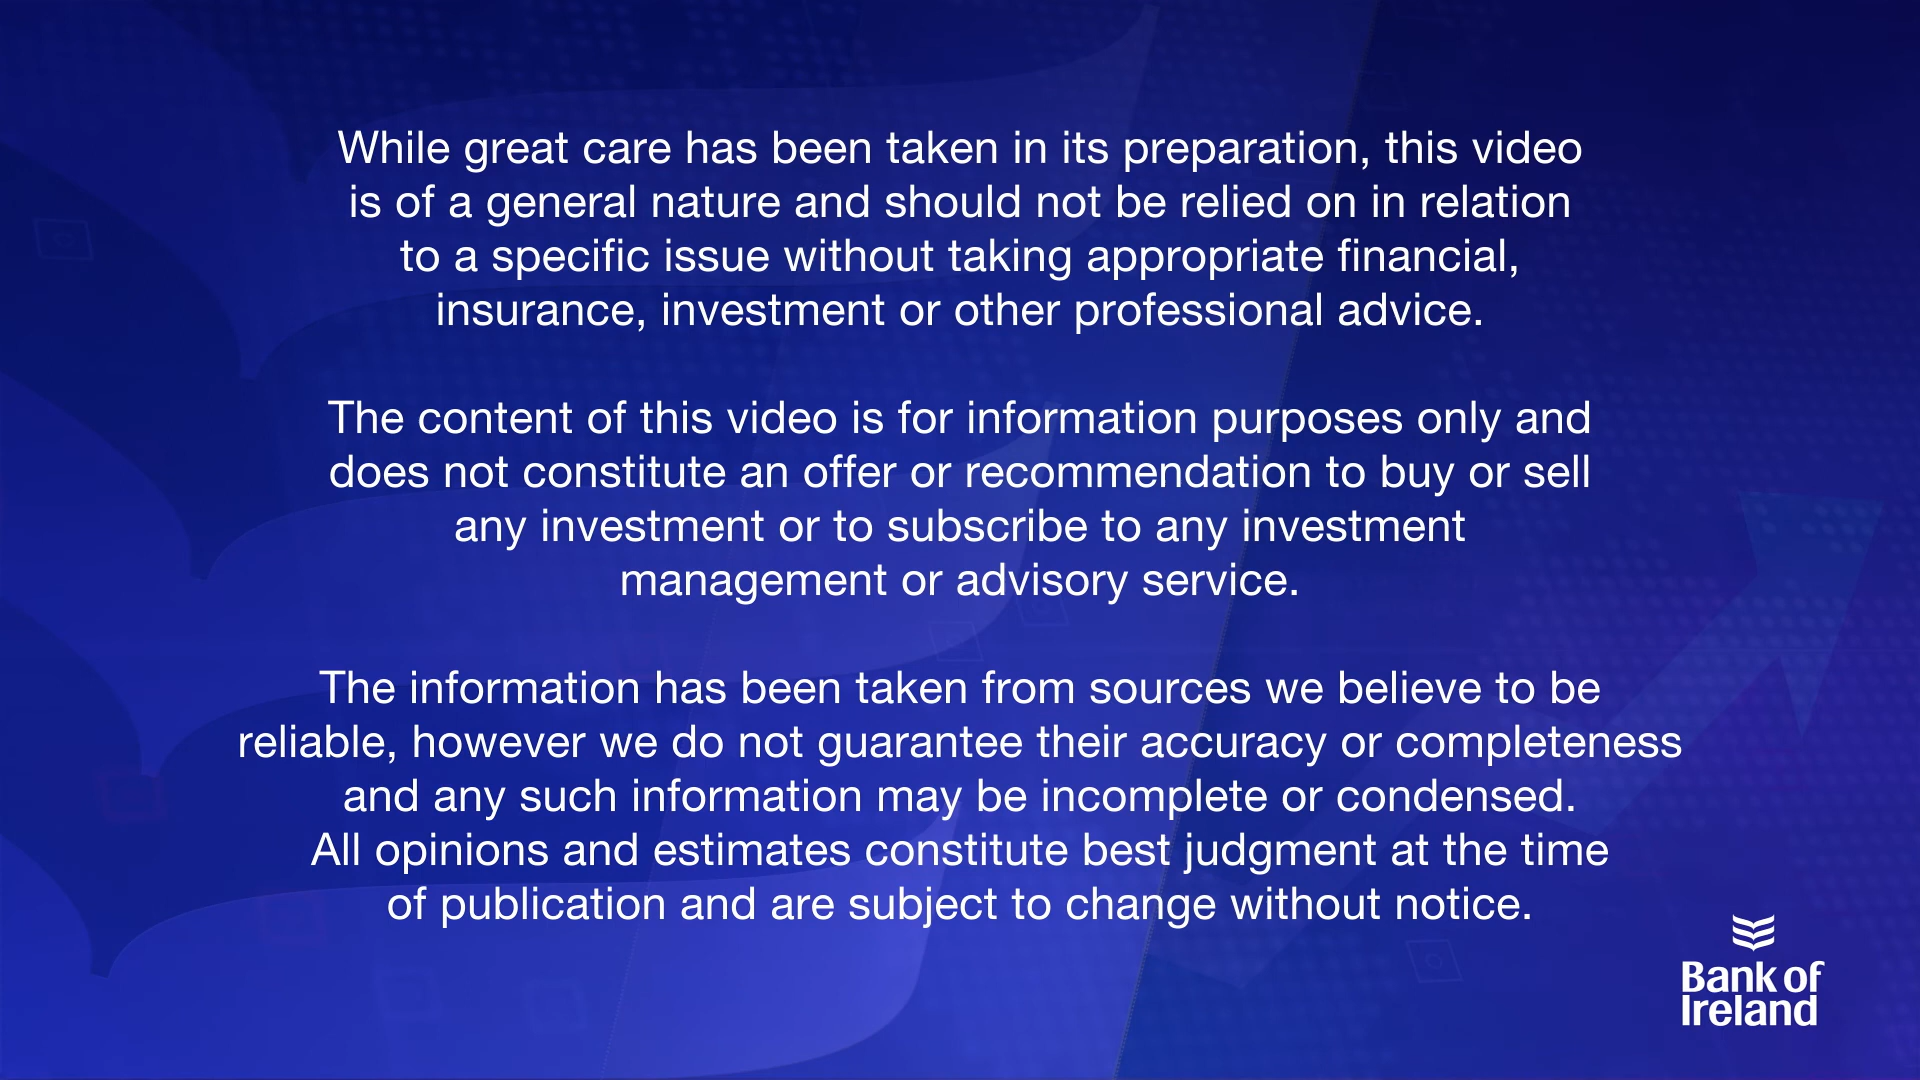 While great care has been taken in its preparation, this video
is of a general nature and should not be relied on in relation
to a specific issue without taking appropriate financial,
insurance, investment or other professional advice.
The content of this video is for information purposes only and
does not constitute an offer or recommendation to buy or sell
any investment or to subscribe to any investment
management or advisory service.
The information has been taken from sources we believe to be
reliable, however we do not guarantee their accuracy or completeness
and any such information may be incomplete or condensed.
All opinions and estimates constitute best judgment at the time
of publication and are subject to change without notice.
Bank of
Ireland